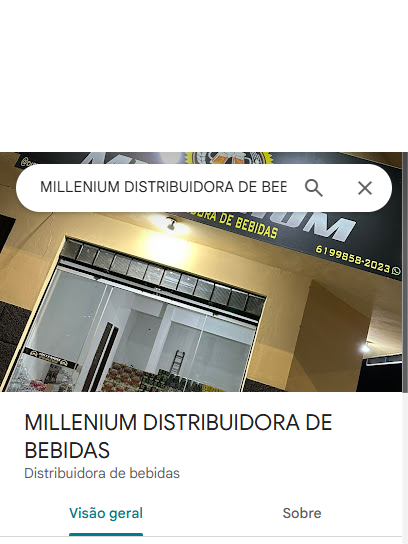 MILLENIUM DISTRIBUIDORA DE BEE
DORA DE BEBIDAS
6199858-2023
MILLENIUM DISTRIBUIDORA DE
BEBIDAS
Distribuidora de bebidas
Visão geral
Sobre